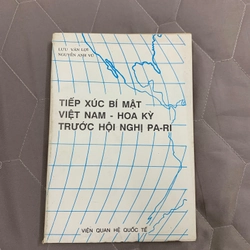 LƯU VĂN LỢI
NGUYỄN ANH VŨ
TIẾP XÚC BÍ MẬT
VIỆT NAM - HOA KỲ
TRƯỚC HỘI NGHỊ PA-RI
VIỆN QUAN HỆ QUỐC TẾ